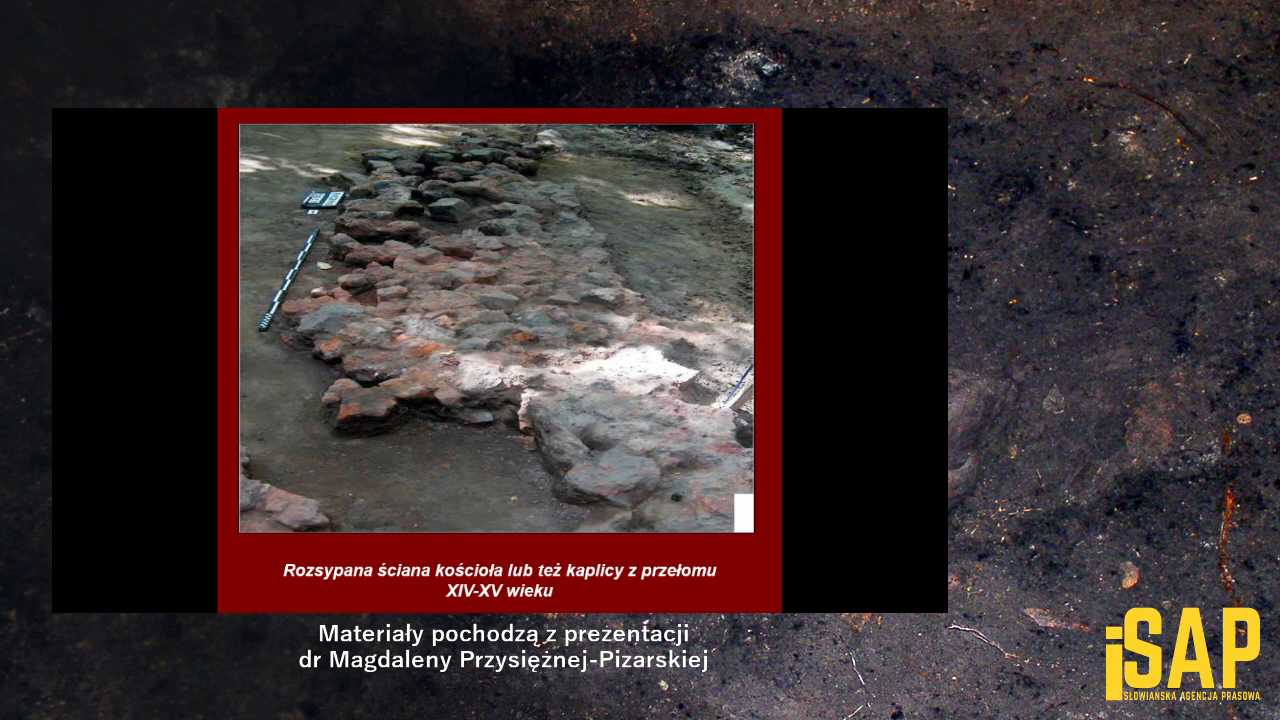 Rozsypana ściana kościoła lub też kaplicy z przełomu
XIV-XV wieku
Materiały pochodzą z prezentacji
dr Magdaleny Przysiężnej-Pizarskiej
iSAP
SŁOWIAŃSKA AGENCJA PRASOWA